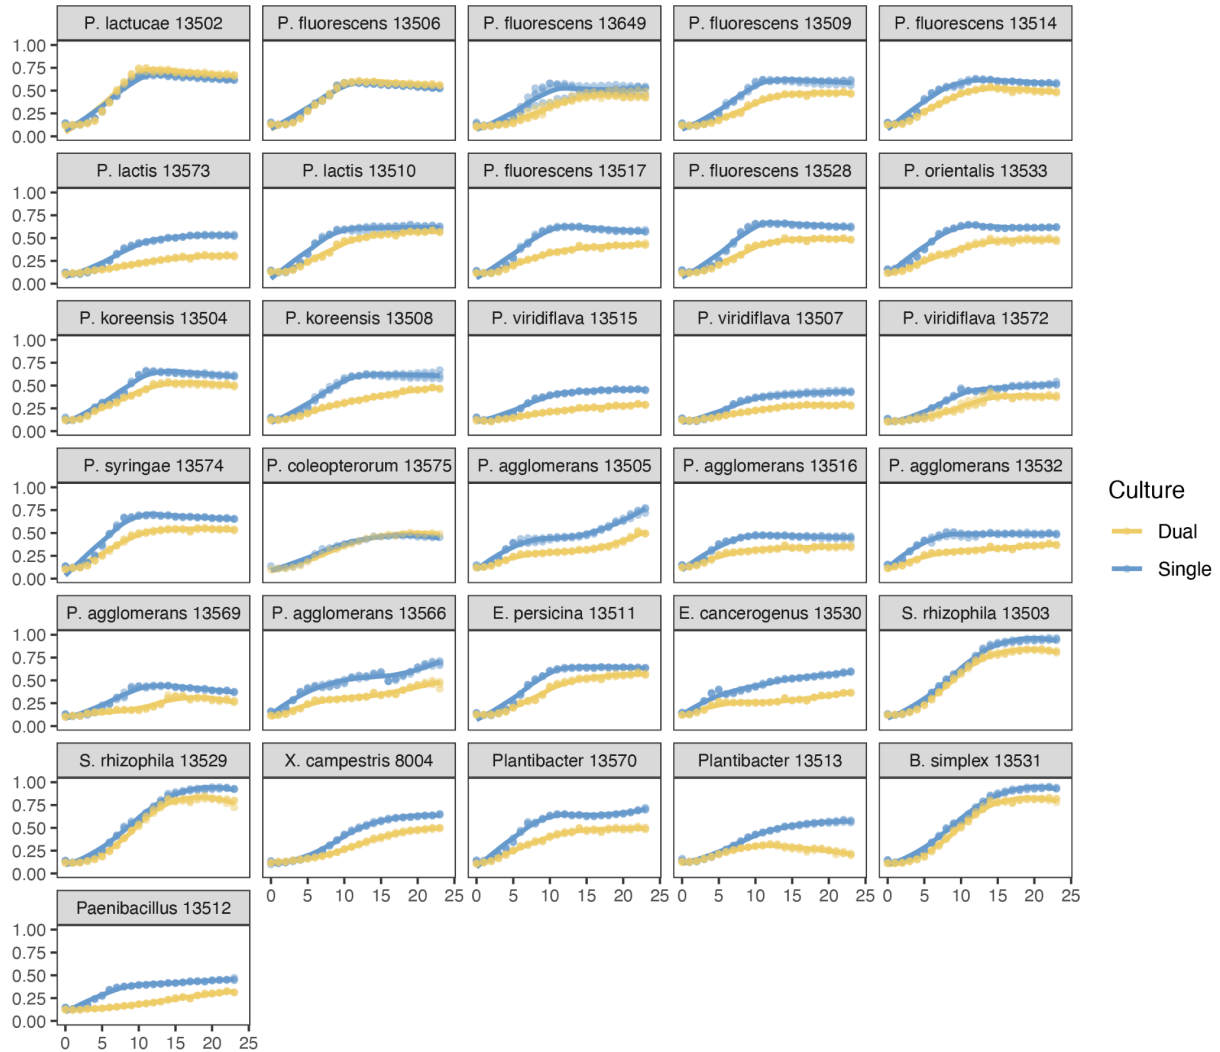 P. lactucae 13502
P. fluorescens 13506
P. fluorescens 13649
P. fluorescens 13509
P. fluorescens 13514
1.00
0.75
0.50
0.25
0.00
P. lactis 13573
P. lactis 13510
P. fluorescens 13517
P. fluorescens 13528
P. orientalis 13533
1.00
0.75
0.50
0.25
0.00
P. koreensis 13504
P. koreensis 13508
P. viridiflava 13515
P. viridiflava 13507
P. viridiflava 13572
1.00
0.75
0.50
0.25
0.00
P. syringae 13574
P. coleopterorum 13575
P. agglomerans 13505
P. agglomerans 13516
P. agglomerans 13532
1.00
0.75
0.50
0.25
0.00
Culture
Dual
Single
P. agglomerans 13569
P. agglomerans 13566
E. persicina 13511
E. cancerogenus 13530
S. rhizophila 13503
1.00
0.75
0.50
0.25
0.00
S. rhizophila 13529
X. campestris 8004
Plantibacter 13570
Plantibacter 13513
B. simplex 13531
1.00
0.75
0.50
0.25
0.00
0 5 10 15 20 25
0 5 10 15 20 25
0 5 10 15 20 25
0 5 10 15 20 25
Paenibacillus 13512
1.00
0.75
0.50
0.25
0.00
0 5 10 15 20 25